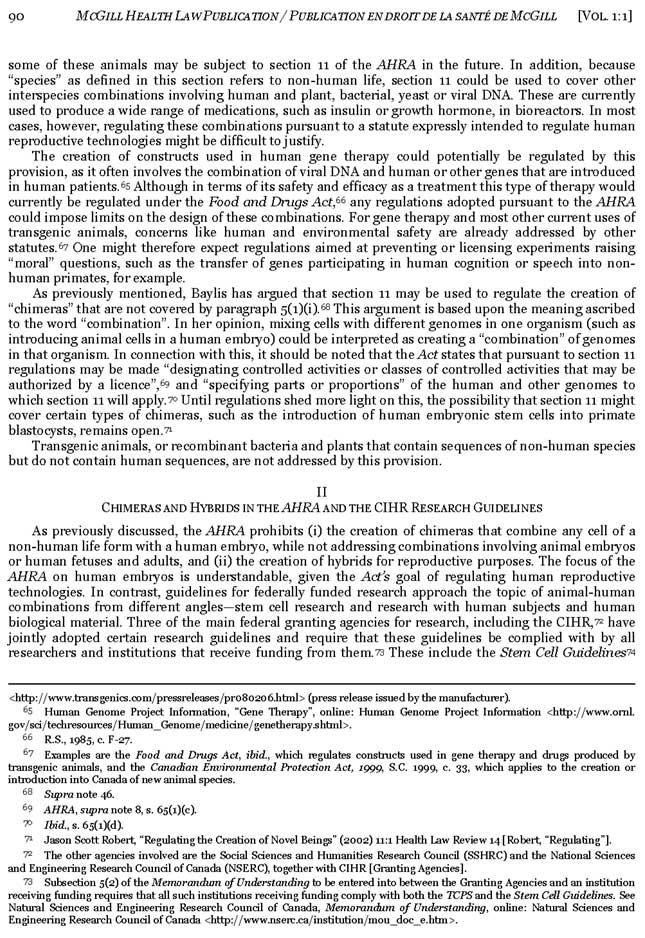 90 MCGILL HEALTH LAW PUBLICATION / PUBLICATION EN DROIT DE LA SANTÉ DE MCGILL [VOL. 1:1]
some of these animals may be subject to section 11 of the AHRA in the future. In addition, because
“species” as defined in this section refers to non-human life, section 11 could be used to cover other
interspecies combinations involving human and plant, bacterial, yeast or viral DNA. These are currently
used to produce a wide range of medications, such as insulin or growth hormone, in bioreactors. In most
cases, however, regulating these combinations pursuant to a statute expressly intended to regulate human
reproductive technologies might be difficult to justify.
The creation of constructs used in human gene therapy could potentially be regulated by this
provision, as it often involves the combination of viral DNA and human or other genes that are introduced
in human patients.65 Although in terms of its safety and efficacy as a treatment this type of therapy would
currently be regulated under the Food and Drugs Act,66 any regulations adopted pursuant to the AHRA
could impose limits on the design of these combinations. For gene therapy and most other current uses of
transgenic animals, concerns like human and environmental safety are already addressed by other
statutes.67 One might therefore expect regulations aimed at preventing or licensing experiments raising
“moral” questions, such as the transfer of genes participating in human cognition or speech into non-
human primates, for example.
As previously mentioned, Baylis has argued that section 11 may be used to regulate the creation of
“chimeras” that are not covered by paragraph 5(1)(i).68 This argument is based upon the meaning ascribed
to the word “combination”. In her opinion, mixing cells with different genomes in one organism (such as
introducing animal cells in a human embryo) could be interpreted as creating a “combination” of genomes
in that organism. In connection with this, it should be noted that the Act states that pursuant to section 11
regulations may be made “designating controlled activities or classes of controlled activities that may be
authorized by a licence”,69 and “specifying parts or proportions” of the human and other genomes to
which section 11 will apply.70 Until regulations shed more light on this, the possibility that section 11 might
cover certain types of chimeras, such as the introduction of human embryonic stem cells into primate
blastocysts, remains open.71
Transgenic animals, or recombinant bacteria and plants that contain sequences of non-human species
but do not contain human sequences, are not addressed by this provision.
II
CHIMERAS AND HYBRIDS IN THE AHRA AND THE CIHR RESEARCH GUIDELINES
As previously discussed, the AHRA prohibits (i) the creation of chimeras that combine any cell of a
non-human life form with a human embryo, while not addressing combinations involving animal embryos
or human fetuses and adults, and (ii) the creation of hybrids for reproductive purposes. The focus of the
AHRA on human embryos is understandable, given the Act’s goal of regulating human reproductive
technologies. In contrast, guidelines for federally funded research approach the topic of animal-human
combinations from different angles—stem cell research and research with human subjects and human
biological material. Three of the main federal granting agencies for research, including the CIHR,72 have
jointly adopted certain research guidelines and require that these guidelines be complied with by all
researchers and institutions that receive funding from them.73 These include the Stem Cell Guidelines74
<http://www.transgenics.com/pressreleases/pr080206.html> (press release issued by the manufacturer).
65 Human Genome Project Information, “Gene Therapy”, online: Human Genome Project Information <http://www.ornl.
gov/sci/techresources/Human_Genome/medicine/genetherapy.shtml>.
66 R.S., 1985, c. F-27.
67 Examples are the Food and Drugs Act, ibid., which regulates constructs used in gene therapy and drugs produced by
transgenic animals, and the Canadian Environmental Protection Act, 1999, S.C. 1999, c. 33, which applies to the creation or
introduction into Canada of new animal species.
68 Supra note 46.
69 AHRA, supra note 8, s. 65(1)(c).
70 Ibid., s. 65(1)(d).
71 Jason Scott Robert, “Regulating the Creation of Novel Beings” (2002) 11:1 Health Law Review 14 [Robert, “Regulating”].
72 The other agencies involved are the Social Sciences and Humanities Research Council (SSHRC) and the National Sciences
and Engineering Research Council of Canada (NSERC), together with CIHR [Granting Agencies].
73 Subsection 5(2) of the Memorandum of Understanding to be entered into between the Granting Agencies and an institution
receiving funding requires that all such institutions receiving funding comply with both the TCPS and the Stem Cell Guidelines. See
Natural Sciences and Engineering Research Council of Canada, Memorandum of Understanding, online: Natural Sciences and
Engineering Research Council of Canada <http://www.nserc.ca/institution/mou_doc_e.htm>.